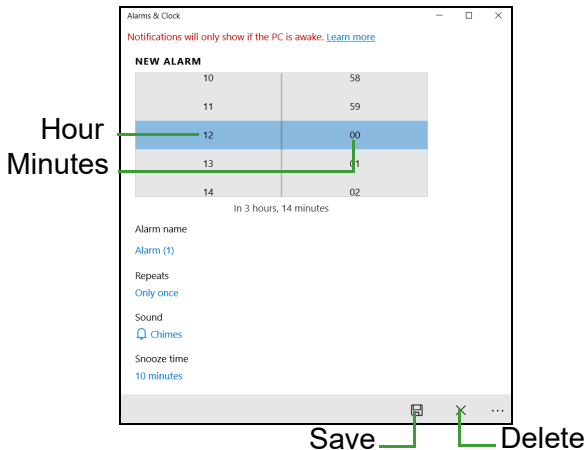 Alarms & Clock
Notifications will only show if the PC is awake. Learn more
NEW ALARM
10 58
11 59
Hour 12 00
Minutes 13 01
14 02
In 3 hours, 14 minutes
Alarm name
Alarm (1)
Repeats
Only once
Sound
Chimes
Snooze time
10 minutes
...
Save Delete